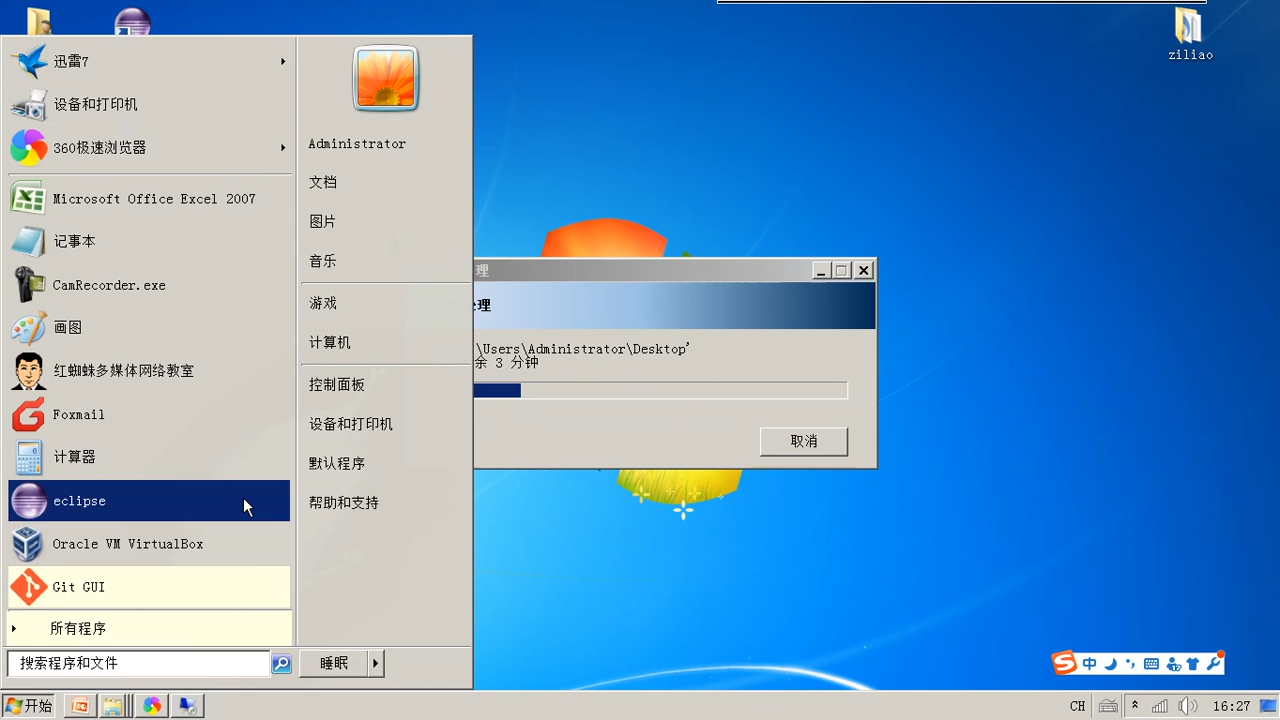 迅雷7
设备和打印机
360极速浏览器
Microsoft Office Excel 2007
记事本
CamRecorder.exe
画图
红蜘蛛多媒体网络教室
Foxmail
计算器
eclipse
Oracle VM VirtualBox
Git GUI
所有程序
搜索程序和文件
Administrator
文档
图片
音乐
游戏
计算机
控制面板
设备和打印机
默认程序
帮助和支持
睡眠
理
理
\Users\Administrator\Desktop'
余 3 分钟
取消
ziliao
中
开始
CH
16:27